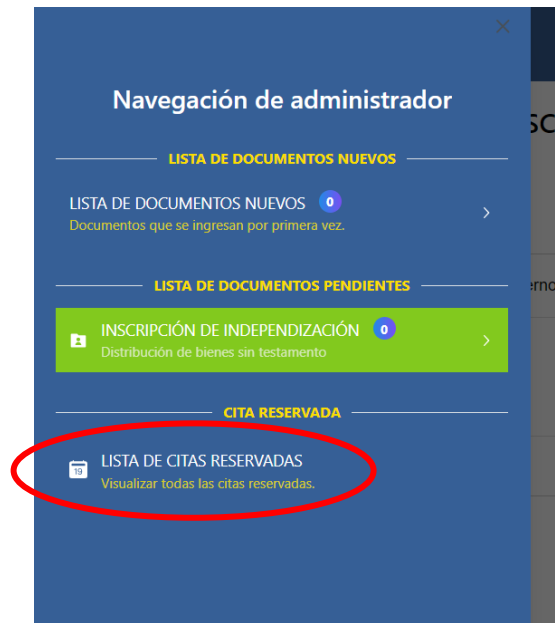 Navegación de administrador
LISTA DE DOCUMENTOS NUEVOS
LISTA DE DOCUMENTOS NUEVOS 0
Documentos que se ingresan por primera vez.
LISTA DE DOCUMENTOS PENDIENTES
INSCRIPCIÓN DE INDEPENDIZACIÓN 0
Distribución de bienes sin testamento
CITA RESERVADA
19 LISTA DE CITAS RESERVADAS
Visualizar todas las citas reservadas.